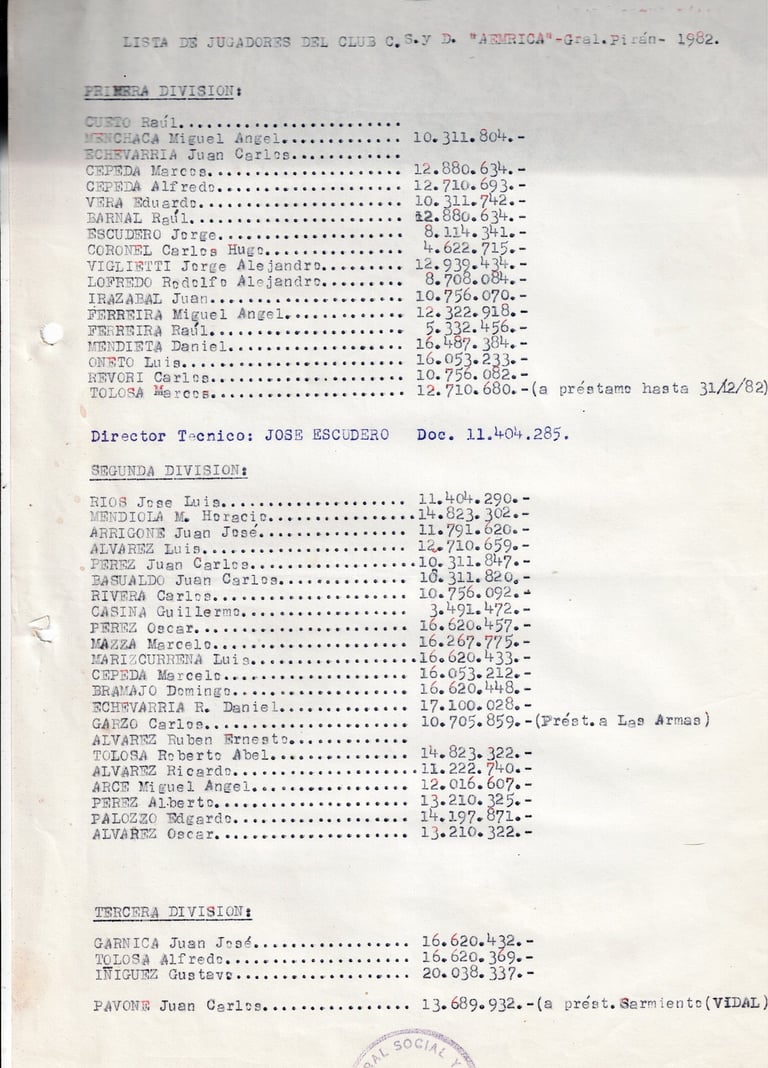 LISTA DE JUGADORES DEL CLUB C.S.y D. "AEMRICA"-Gral.Pirán- 1982.
PRIMERA DIVISION:
CUETO Raúl............................
MENCHACA Miguel Angel............... 10.311.804.-
ECHEVARRIA Juan Carlos..............
CEPEDA Marcos....................... 12.880.634.-
CEPEDA Alfredo...................... 12.710.693.-
VERA Eduardo........................ 10.311.742.-
BARNAL Raúl......................... 12.880.634.-
ESCUDERO Jorge...................... 8.114.341.-
CORONEL Carlos Hugo................. 4.622.715.-
VIGLIETTI Jorge Alejandro........... 12.939.434.-
LOFREDO Rodolfo Alejandro........... 8.708.084.-
IRAZABAL Juan....................... 10.756.070.-
FERREIRA Miguel Angel............... 12.322.918.-
FERREIRA Raúl....................... 5.332.456.-
MENDIETA Daniel..................... 16.487.384.-
ONETO Luis.......................... 16.053.233.-
REVORI Carlos....................... 10.756.082.-
TOLOSA Marcos....................... 12.710.680.-(a préstamo hasta 31/12/82)
Director Tecnico: JOSE ESCUDERO Doc. 11.404.285.
SEGUNDA DIVISION:
RIOS Jose Luis...................... 11.404.290.-
MENDIOLA M. Horacio.................14.823.302.-
ARRIGONE Juan José.................. 11.791.620.-
ALVAREZ Luis........................ 12.710.659.-
PEREZ Juan Carlos...................10.311.847.-
BASUALDO Juan Carlos................ 10.311.820.-
RIVERA Carlos....................... 10.756.092.-
CASINA Guillermo.................... 3.491.472.-
PEREZ Oscar......................... 16.620.457.-
MAZZA Marcelo....................... 16.267.775.-
MARIZCURRENA Luis...................16.620.433.-
CEPEDA Marcelo...................... 16.053.212.-
BRAMAJO Domingo..................... 16.620.448.-
ECHEVARRIA R. Daniel................ 17.100.028.-
GARZO Carlos........................ 10.705.859.-(Prést.a Las Armas)
ALVAREZ Ruben Ernesto...............
TOLOSA Roberto Abel................. 14.823.322.-
ALVAREZ Ricardo.....................11.222.740.-
ARCE Miguel Angel................... 12.016.607.-
PEREZ Alberto....................... 13.210.325.-
PALOZZO Edgardo..................... 14.197.871.-
ALVAREZ Oscar....................... 13.210.322.-
TERCERA DIVISION:
GARNICA Juan José................... 16.620.432.-
TOLOSA Alfredo...................... 16.620.369.-
IÑIGUEZ Gustavo..................... 20.038.337.-
PAVONE Juan Carlos.................. 13.689.932.-(a prést.Sarmiento(VIDAL)
RAL SOCIAL Y